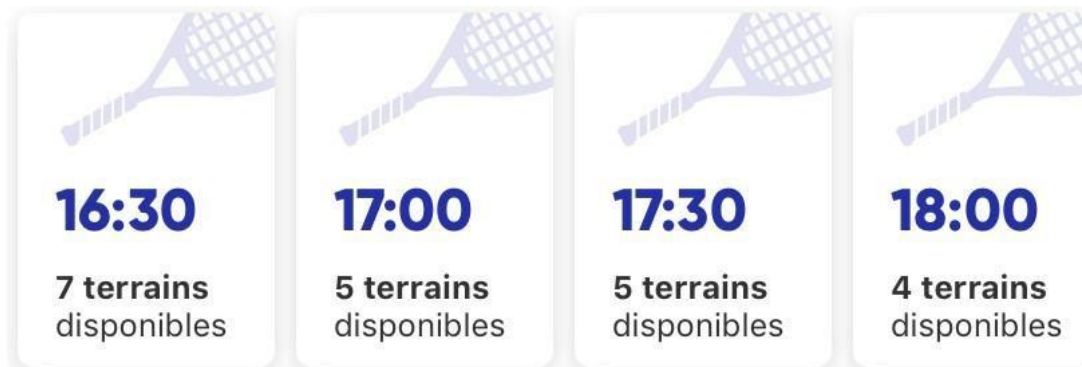 16:30
7 terrains
disponibles
17:00
5 terrains
disponibles
17:30
5 terrains
disponibles
18:00
4 terrains
disponibles